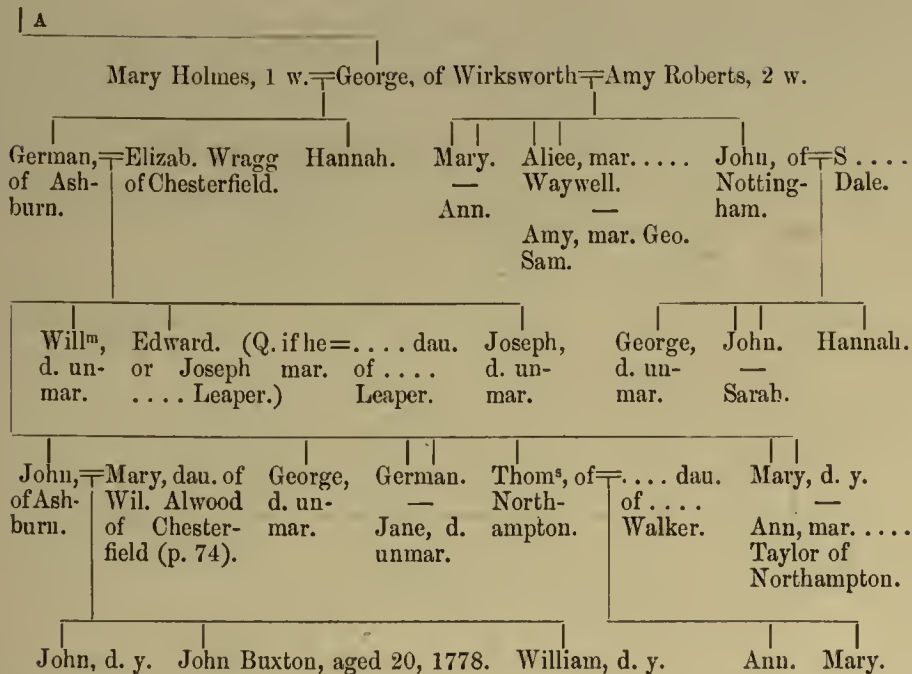 A
Mary Holmes, 1 w.=George, of Wirksworth=Amy Roberts, 2 w.
German,=Elizab. Wragg Hannah. Mary. Alice, mar. . . . . John, of=S . . . .
of Ash- of Chesterfield. — Waywell. Notting- Dale.
burn. Ann. — ham.
Amy, mar. Geo.
Sam.
Willᵐ, Edward. (Q. if he=. . . . dau. Joseph, George, John. Hannah.
d. un- or Joseph mar. of . . . . d. un- d. un- —
mar. . . . . Leaper.) Leaper. mar. mar. Sarah.
John,=Mary, dau. of George, German. Thomˢ, of=. . . . dau. Mary, d. y.
of Ash- Wil. Alwood d. un- — North- of . . . . —
burn. of Chester- mar. Jane, d. ampton. Walker. Ann, mar. . . . .
field (p. 74). unmar. Taylor of
Northampton.
John, d. y. John Buxton, aged 20, 1778. William, d. y. Ann. Mary.